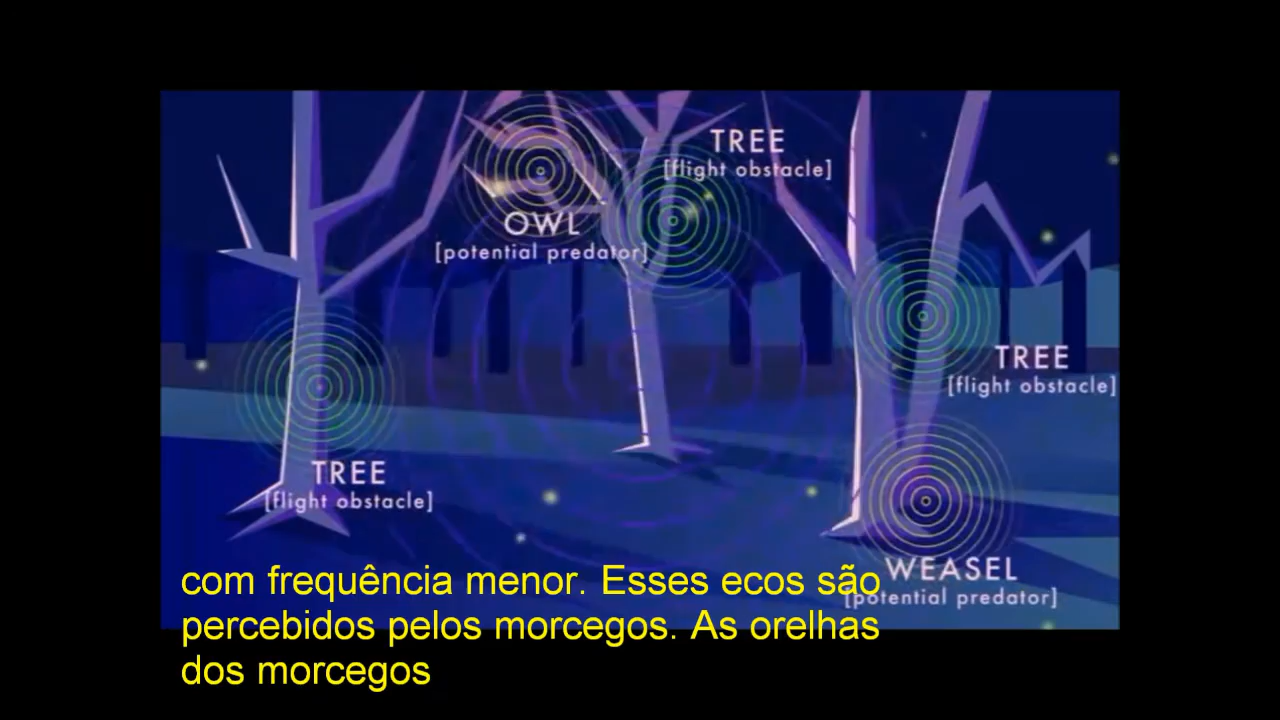 TREE
[flight obstacle]
OWL
[potential predator]
TREE
[flight obstacle]
TREE
[flight obstacle]
WEASEL
[potential predator]
com frequência menor. Esses ecos são
percebidos pelos morcegos. As orelhas
dos morcegos